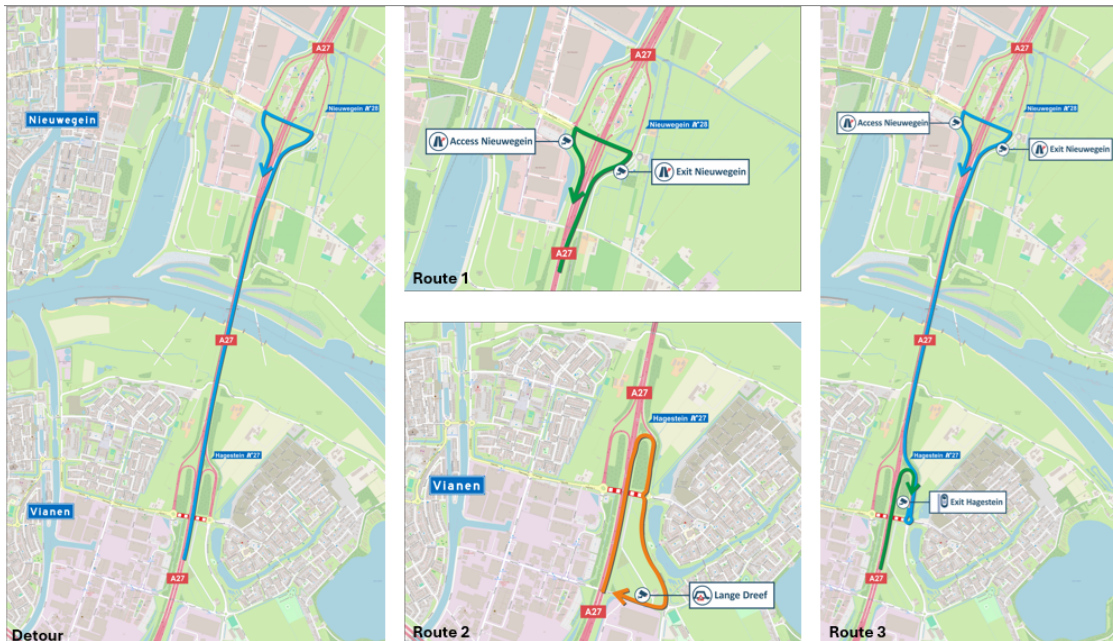 A27
Nieuwegein
Nieuwegein N°28
A27
Hagestein N°27
Vianen
A27
Detour
A27
Nieuwegein N°28
Access Nieuwegein
Exit Nieuwegein
A27
Route 1
A27
Hagestein N°27
Vianen
Lange Dreef
A27
Route 2
A27
Nieuwegein N°28
Access Nieuwegein
Exit Nieuwegein
A27
Hagestein N°27
Exit Hagestein
A27
Route 3